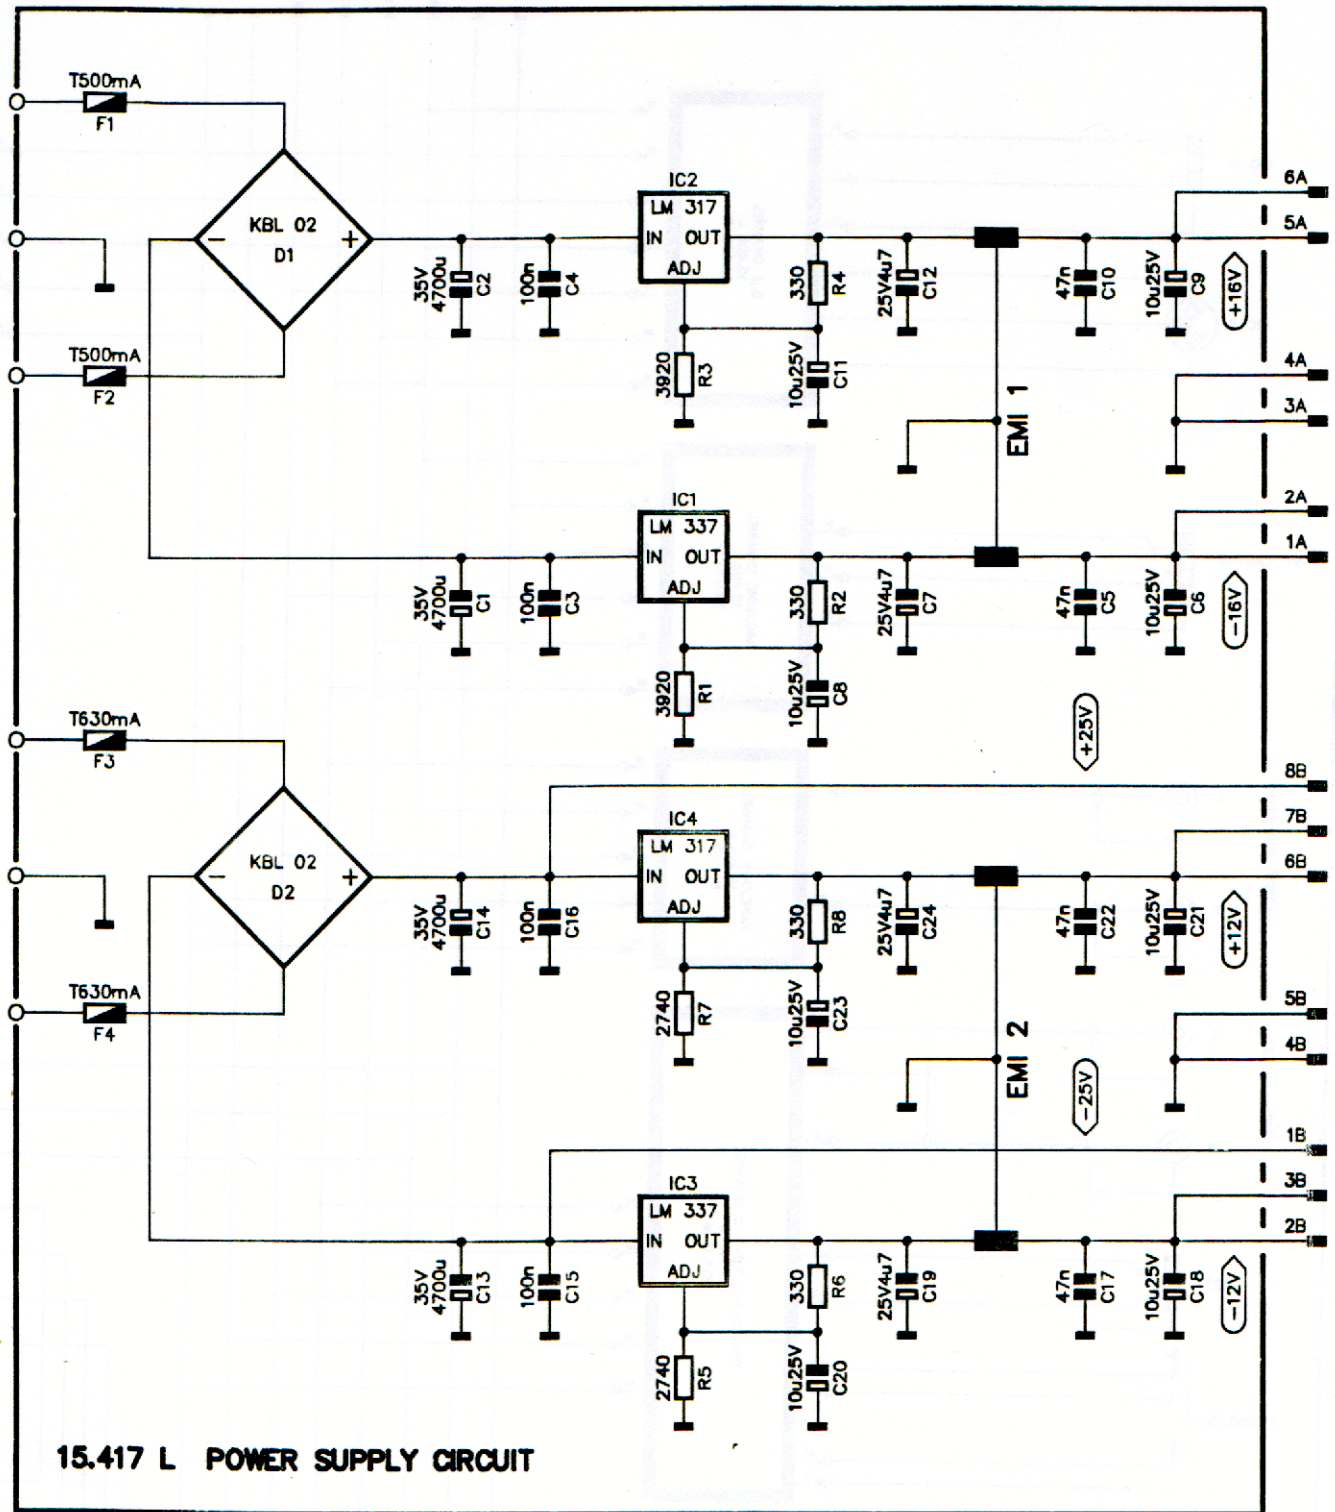 T500mA
F1
KBL 02
D1
T500mA
F2
35V
4700u
C2
100n
C4
IC2
LM 317
IN OUT
ADJ
330
R4
3920
R3
10u25V
C11
25V4u7
C12
EMI 1
47n
C10
10u25V
C9
+16V
6A
5A
4A
3A
2A
1A
35V
4700u
C1
100n
C3
IC1
LM 337
IN OUT
ADJ
330
R2
3920
R1
10u25V
C8
25V4u7
C7
47n
C5
10u25V
C6
-16V
+25V
T630mA
F3
KBL 02
D2
T630mA
F4
35V
4700u
C14
100n
C16
IC4
LM 317
IN OUT
ADJ
330
R8
2740
R7
10u25V
C23
25V4u7
C24
EMI 2
47n
C22
10u25V
C21
+12V
8B
7B
6B
5B
4B
-25V
1B
3B
2B
35V
4700u
C13
100n
C15
IC3
LM 337
IN OUT
ADJ
330
R6
2740
R5
10u25V
C20
25V4u7
C19
47n
C17
10u25V
C18
-12V
15.417 L POWER SUPPLY CIRCUIT